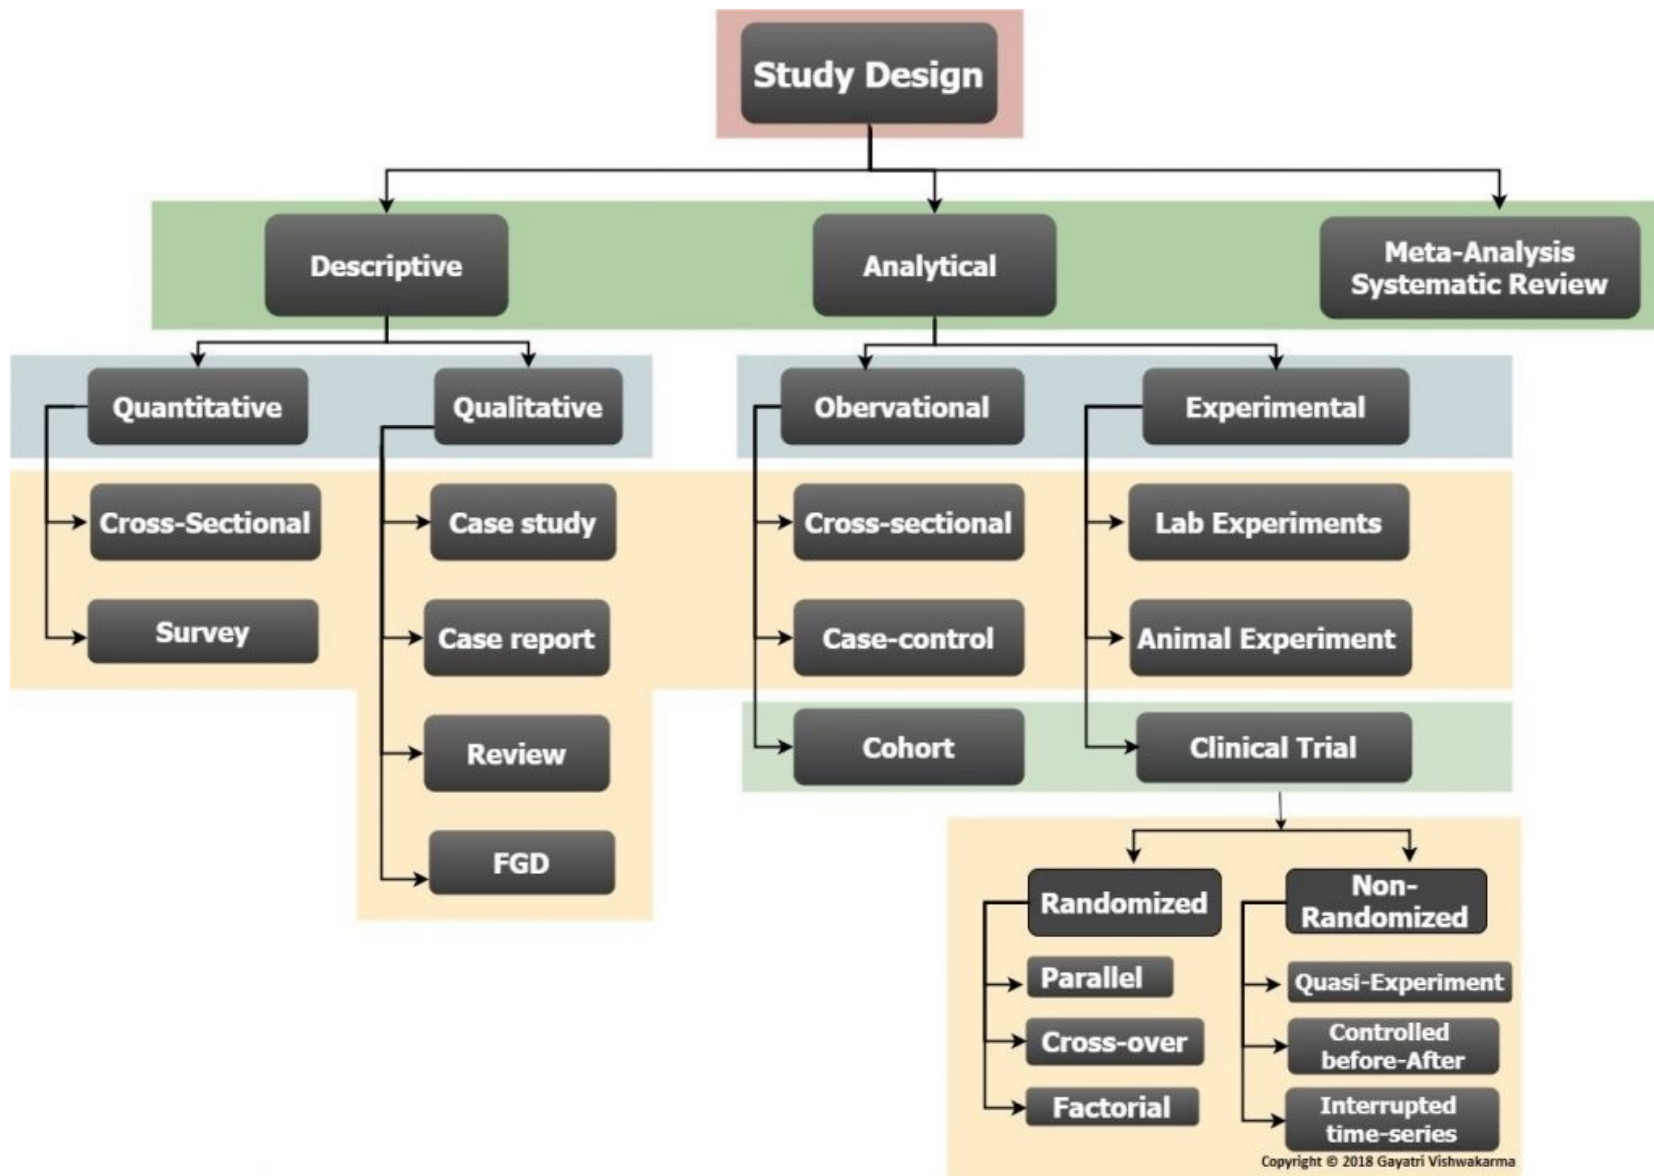 Study Design
Descriptive
Analytical
Meta-Analysis
Systematic Review
Quantitative
Qualitative
Obervational
Experimental
Cross-Sectional
Case study
Cross-sectional
Lab Experiments
Survey
Case report
Case-control
Animal Experiment
Review
Cohort
Clinical Trial
FGD
Randomized
Non-
Randomized
Parallel
Quasi-Experiment
Cross-over
Controlled
before-After
Factorial
Interrupted
time-series
Copyright © 2018 Gayatri Vishwakarma